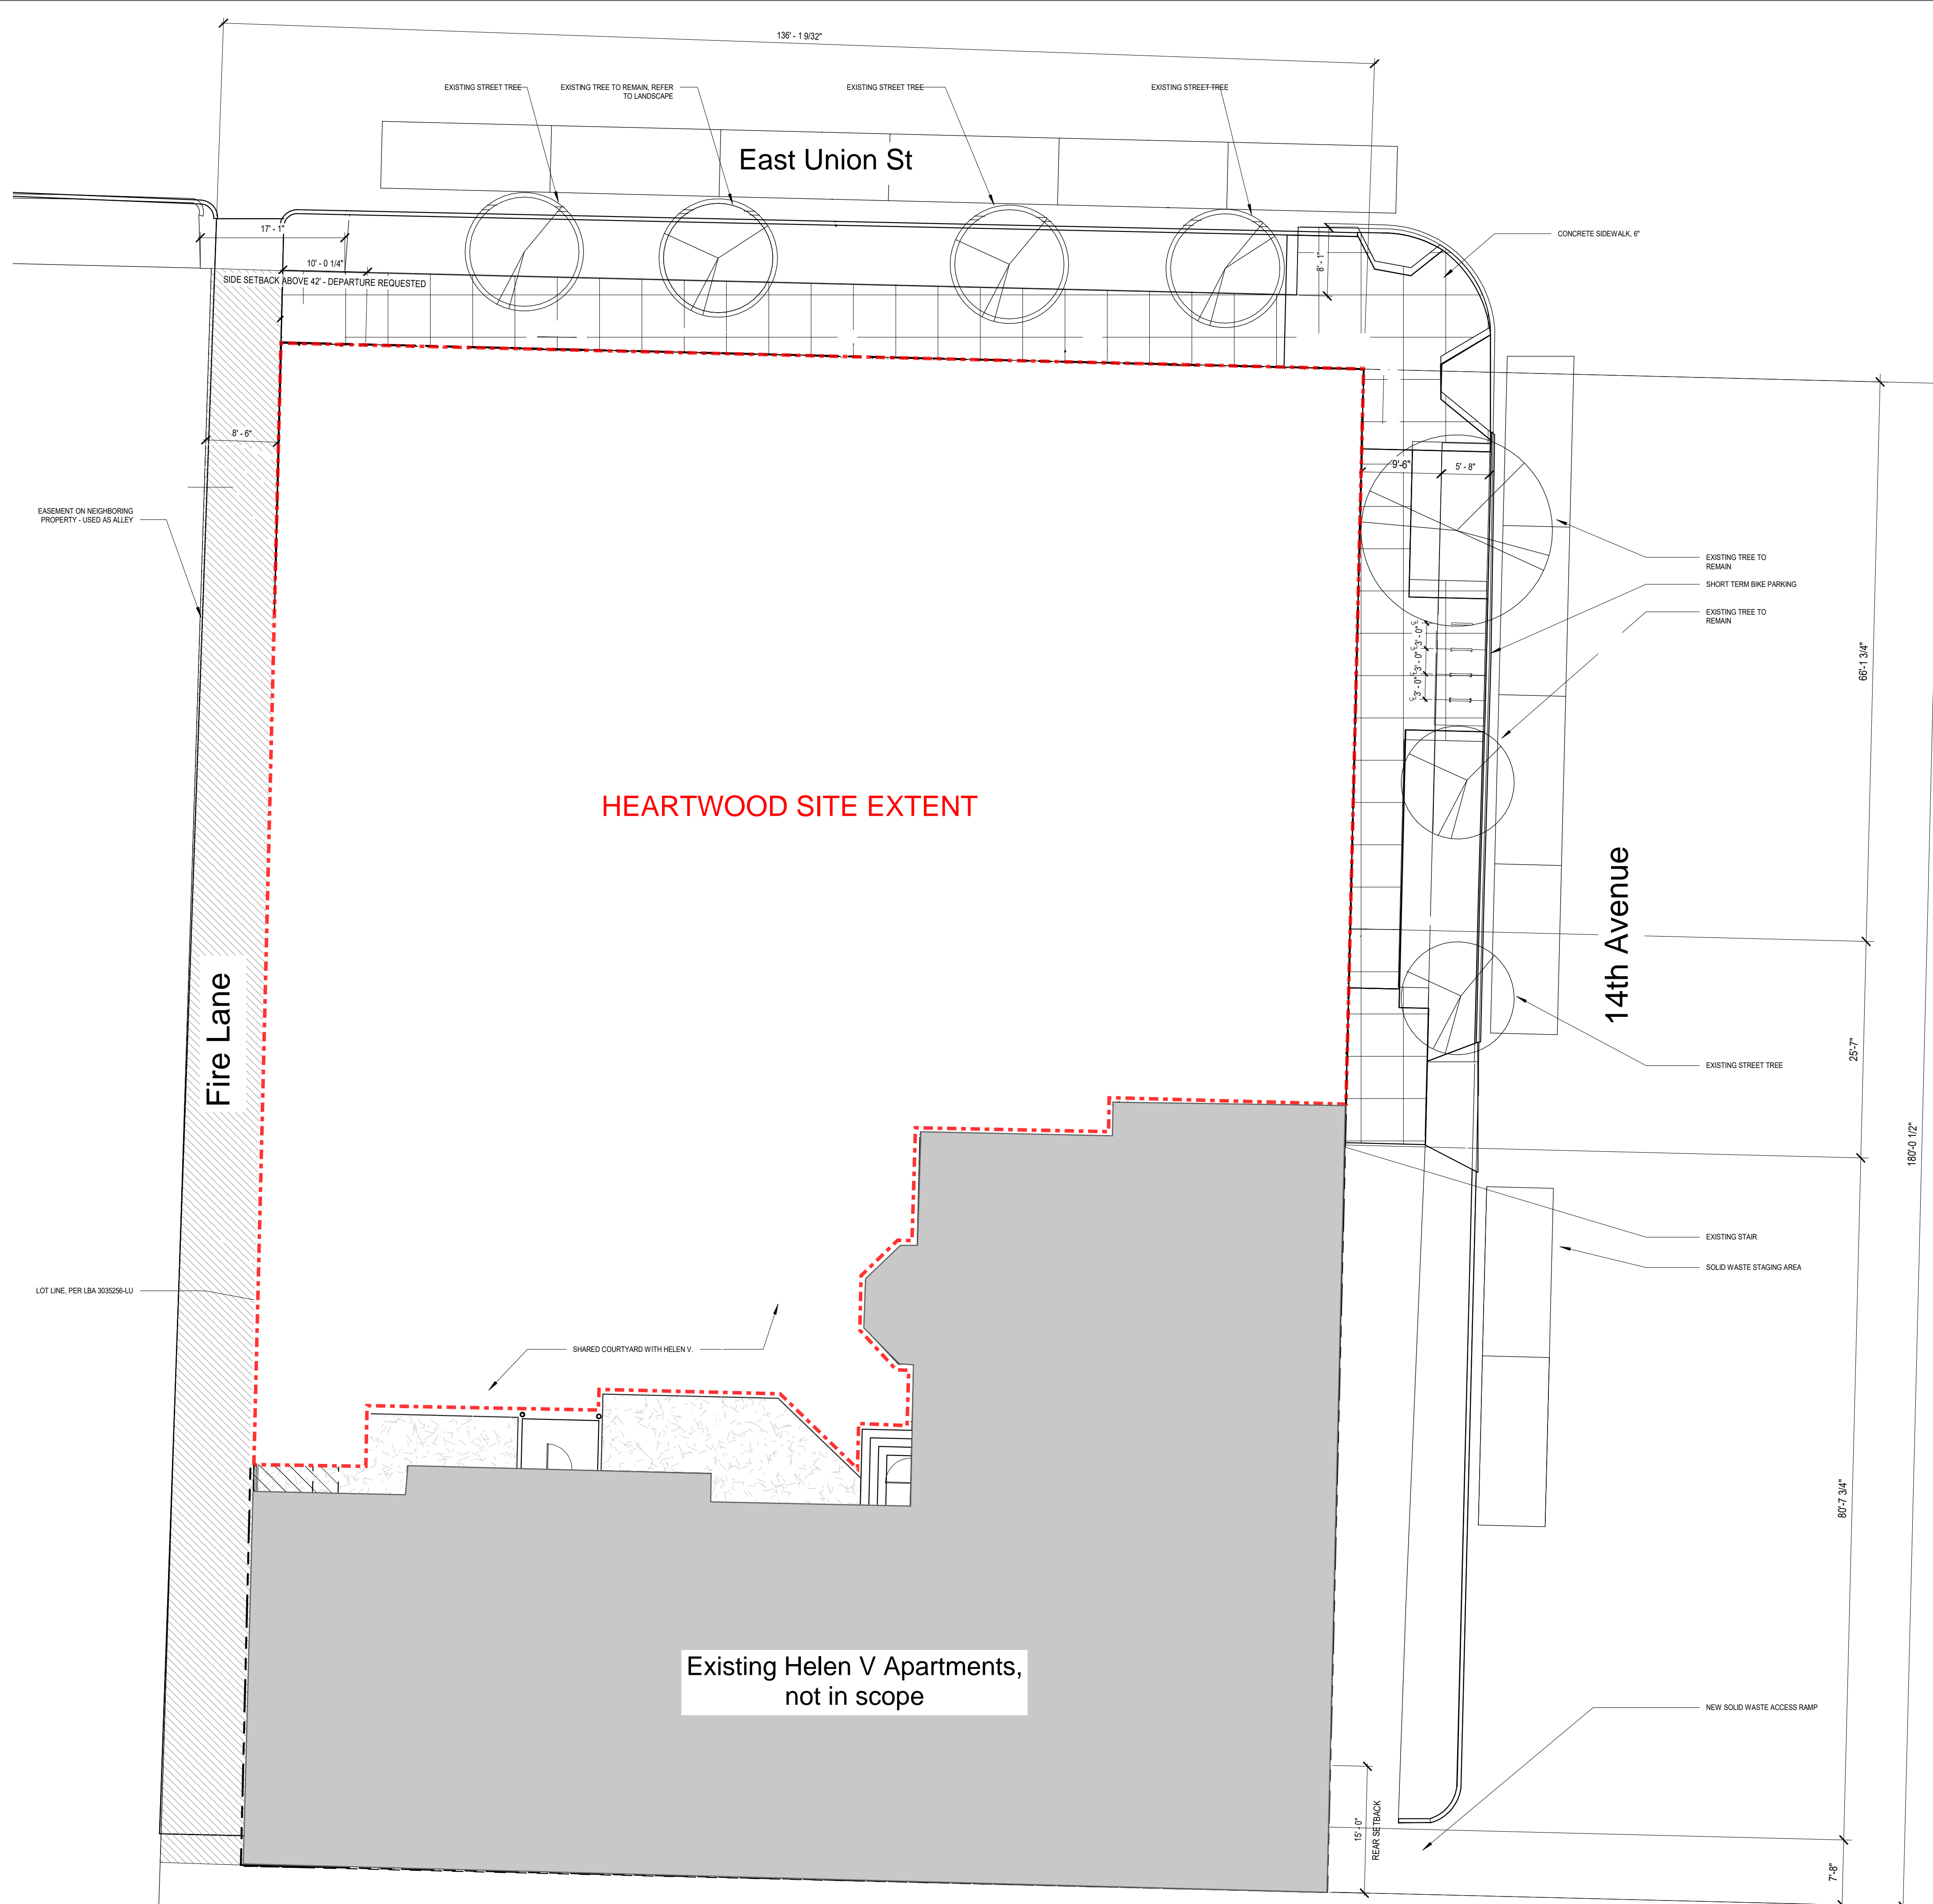 136' - 1 9/32"
EXISTING STREET TREE
EXISTING TREE TO REMAIN, REFER
TO LANDSCAPE
EXISTING STREET TREE
EXISTING STREET TREE
East Union St
17' - 1"
CONCRETE SIDEWALK, 6"
8' - 1"
10' - 0 1/4"
SIDE SETBACK ABOVE 42' - DEPARTURE REQUESTED
8' - 6"
9'-6"
5' - 8"
EASEMENT ON NEIGHBORING
PROPERTY - USED AS ALLEY
EXISTING TREE TO
REMAIN
SHORT TERM BIKE PARKING
EXISTING TREE TO
REMAIN
3' - 0"
3' - 0"
3' - 0"
66'-1 3/4"
HEARTWOOD SITE EXTENT
14th Avenue
Fire Lane
25'-7"
EXISTING STREET TREE
180'-0 1/2"
EXISTING STAIR
SOLID WASTE STAGING AREA
LOT LINE, PER LBA 3035256-LU
SHARED COURTYARD WITH HELEN V.
80'-7 3/4"
Existing Helen V Apartments,
not in scope
NEW SOLID WASTE ACCESS RAMP
15' - 0"
REAR SETBACK
7'-8"